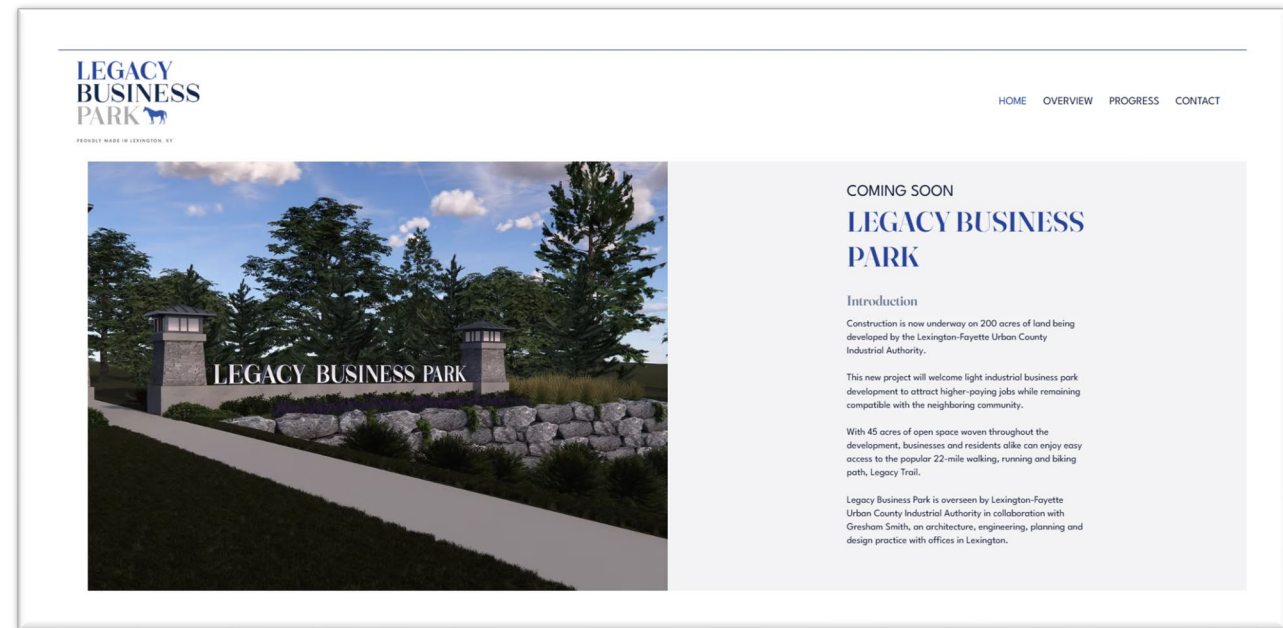 LEGACY
BUSINESS
PARK
PROUDLY MADE IN LEXINGTON, KY
HOME OVERVIEW PROGRESS CONTACT
LEGACY BUSINESS PARK
COMING SOON
LEGACY BUSINESS
PARK
Introduction
Construction is now underway on 200 acres of land being
developed by the Lexington-Fayette Urban County
Industrial Authority.
This new project will welcome light industrial business park
development to attract higher-paying jobs while remaining
compatible with the neighboring community.
With 45 acres of open space woven throughout the
development, businesses and residents alike can enjoy easy
access to the popular 22-mile walking, running and biking
path, Legacy Trail.
Legacy Business Park is overseen by Lexington-Fayette
Urban County Industrial Authority in collaboration with
Gresham Smith, an architecture, engineering, planning and
design practice with offices in Lexington.